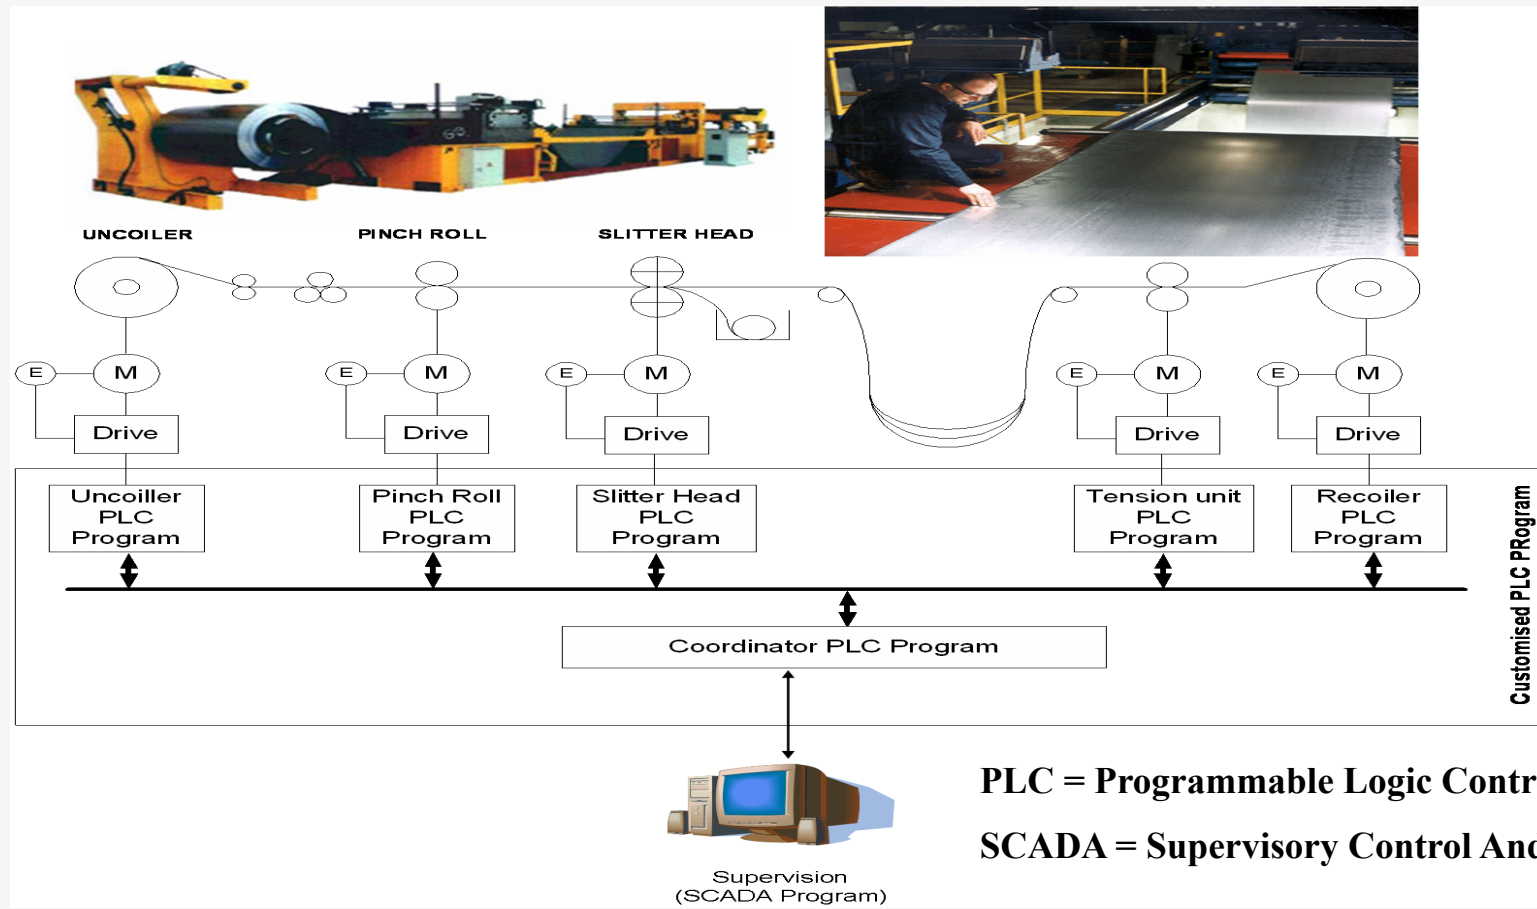 UNCOILER
PINCH ROLL
SLITTER HEAD
E
M
E
M
E
M
E
M
E
M
Drive
Drive
Drive
Drive
Drive
Uncoiller
PLC
Program
Pinch Roll
PLC
Program
Slitter Head
PLC
Program
Tension unit
PLC
Program
Recoiler
PLC
Program
Customised PLC PRogram
Coordinator PLC Program
PLC = Programmable Logic Contr
SCADA = Supervisory Control And
Supervision
(SCADA Program)